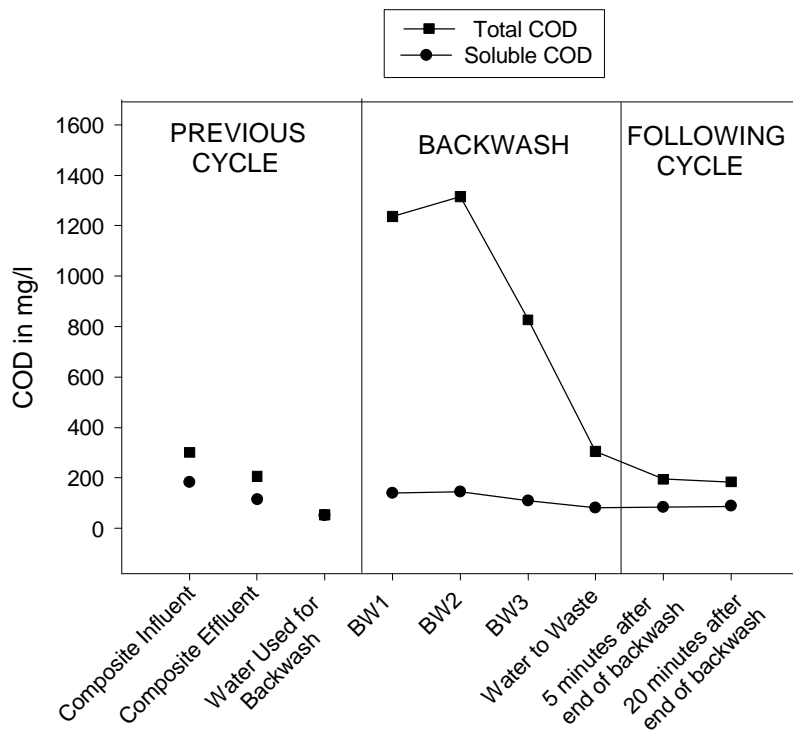 Total COD
Soluble COD
PREVIOUS
CYCLE
BACKWASH
FOLLOWING
CYCLE
COD in mg/l
1600
1400
1200
1000
800
600
400
200
0
Composite Influent
Composite Effluent
Water Used for
Backwash
BW1
BW2
BW3
Water to Waste
5 minutes after
end of backwash
20 minutes after
end of backwash